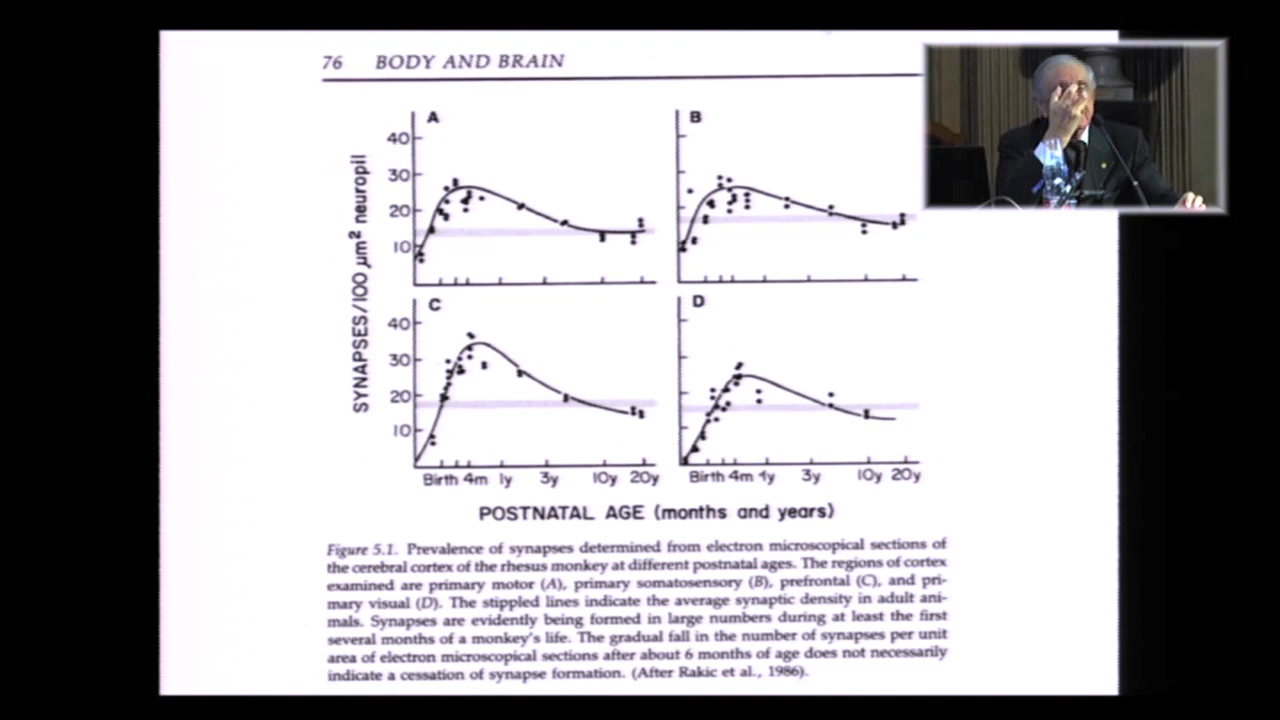 76 BODY AND BRAIN
A
B
40
30
20
10
SYNAPSES/100 µm² neuropil
C
D
40
30
20
10
Birth 4m 1y 3y 10y 20y
Birth 4m 1y 3y 10y 20y
POSTNATAL AGE (months and years)
Figure 5.1. Prevalence of synapses determined from electron microscopical sections of
the cerebral cortex of the rhesus monkey at different postnatal ages. The regions of cortex
examined are primary motor (A), primary somatosensory (B), prefrontal (C), and pri-
mary visual (D). The stippled lines indicate the average synaptic density in adult ani-
mals. Synapses are evidently being formed in large numbers during at least the first
several months of a monkey's life. The gradual fall in the number of synapses per unit
area of electron microscopical sections after about 6 months of age does not necessarily
indicate a cessation of synapse formation. (After Rakic et al., 1986).